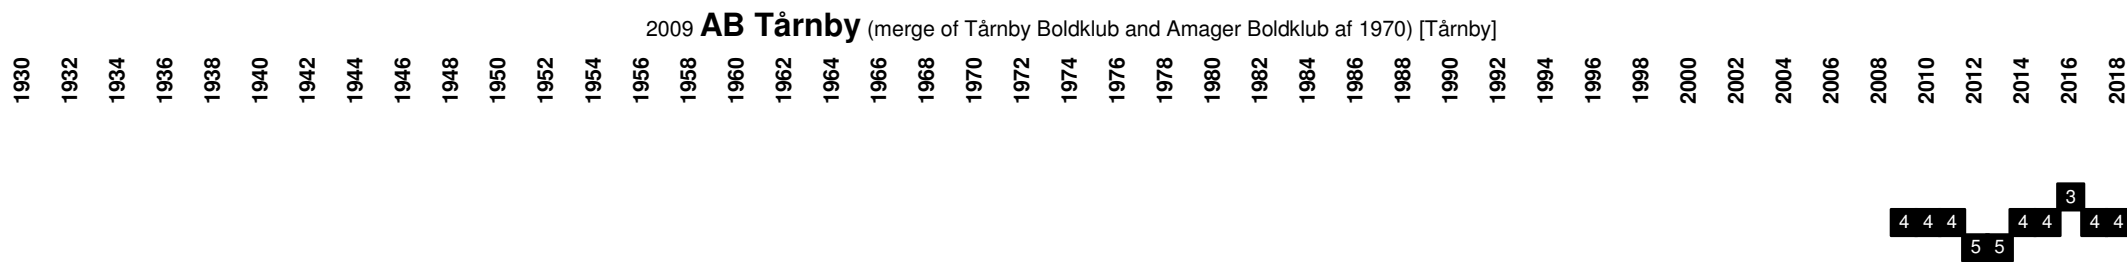 2009 AB Tårnby (merge of Tårnby Boldklub and Amager Boldklub af 1970) [Tårnby]
1930 1932 1934 1936 1938 1940 1942 1944 1946 1948 1950 1952 1954 1956 1958 1960 1962 1964 1966 1968 1970 1972 1974 1976 1978 1980 1982 1984 1986 1988 1990 1992 1994 1996 1998 2000 2002 2004 2006 2008 2010 2012 2014 2016 2018
3
4 4 4 4 4 4 4
5 5